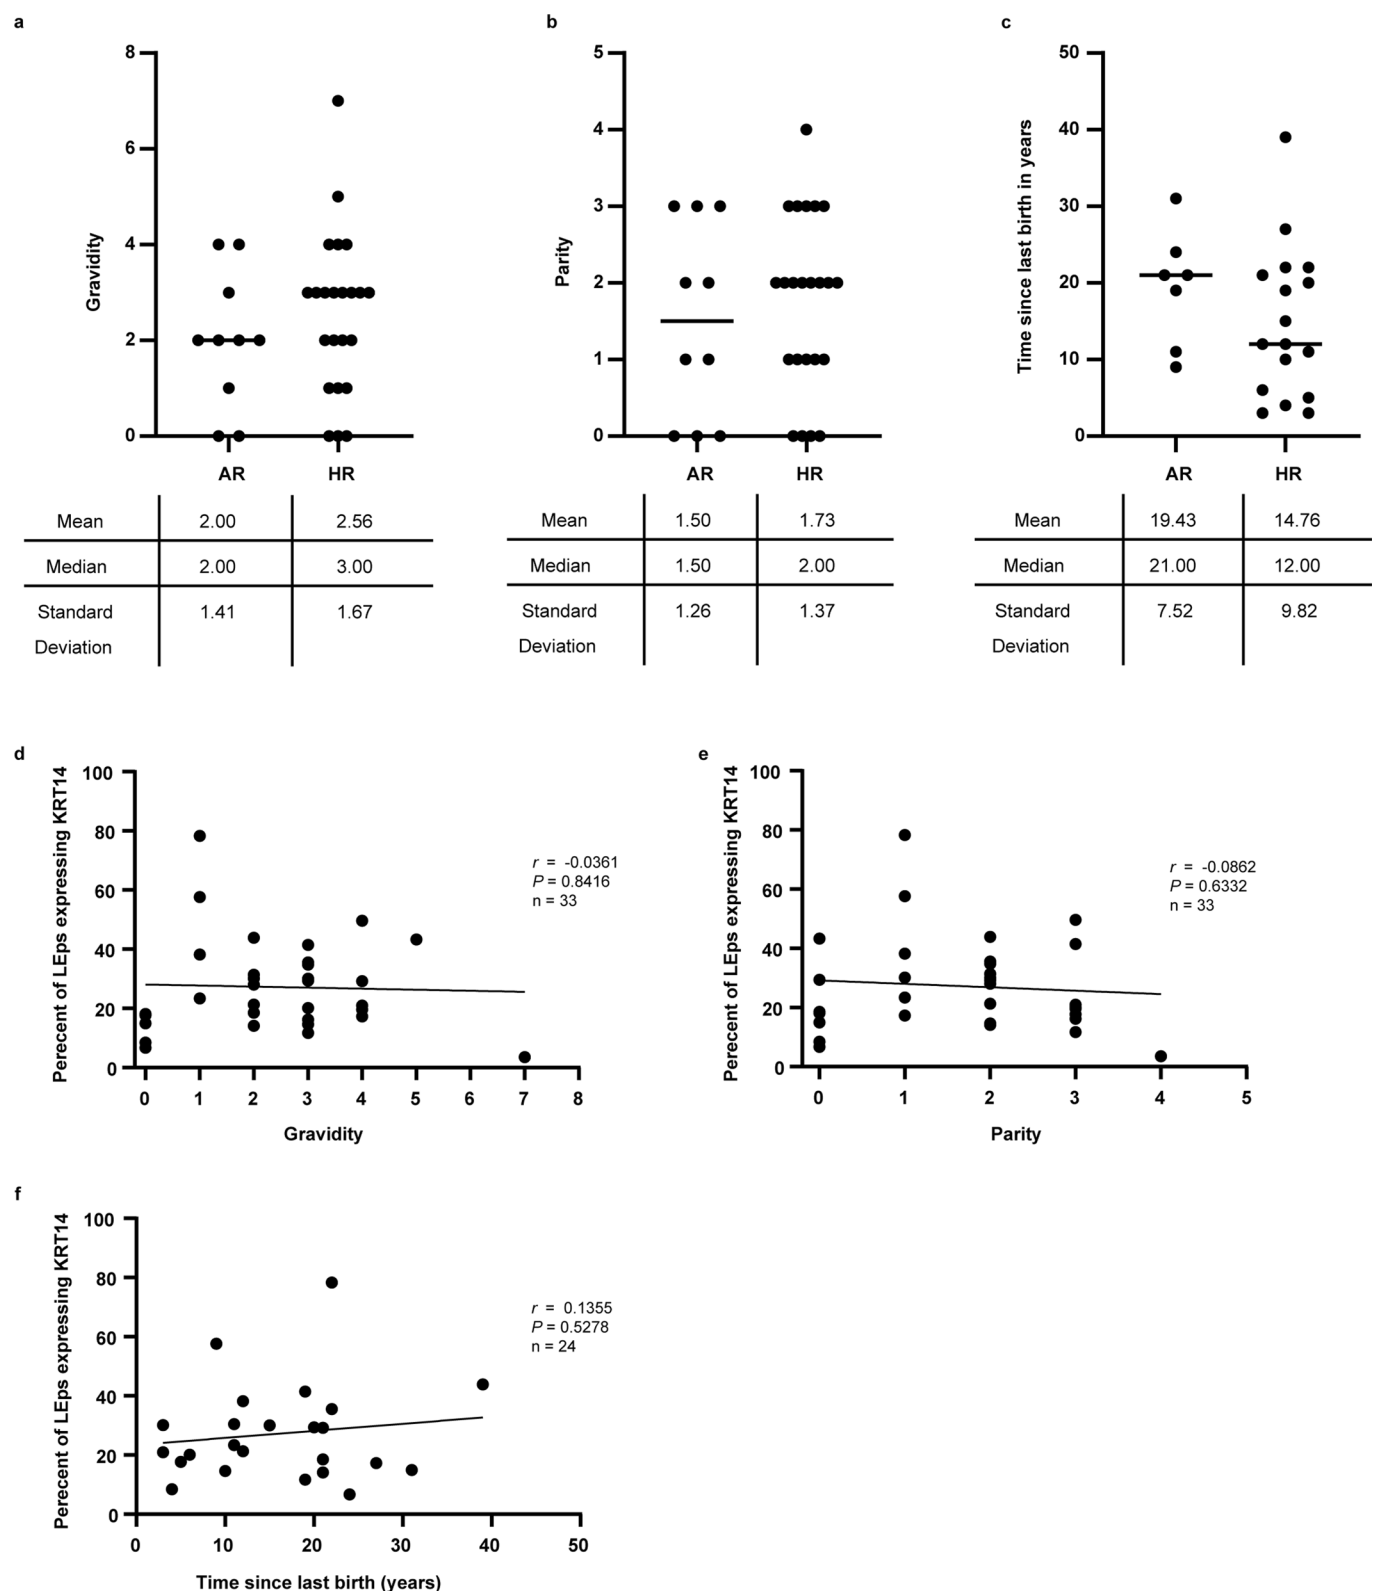 a
8
6
4
2
0
Gravidity
AR HR
Mean 2.00 2.56
Median 2.00 3.00
Standard 1.41 1.67
Deviation
b
5
4
3
2
1
0
Parity
AR HR
Mean 1.50 1.73
Median 1.50 2.00
Standard 1.26 1.37
Deviation
c
50
40
30
20
10
0
Time since last birth in years
AR HR
Mean 19.43 14.76
Median 21.00 12.00
Standard 7.52 9.82
Deviation
d
Perecent of LEps expressing KRT14
100
80
60
40
20
0
r = -0.0361
P = 0.8416
n = 33
0 1 2 3 4 5 6 7 8
Gravidity
e
Perecent of LEps expressing KRT14
100
80
60
40
20
0
r = -0.0862
P = 0.6332
n = 33
0 1 2 3 4 5
Parity
f
Perecent of LEps expressing KRT14
100
80
60
40
20
0
r = 0.1355
P = 0.5278
n = 24
0 10 20 30 40 50
Time since last birth (years)